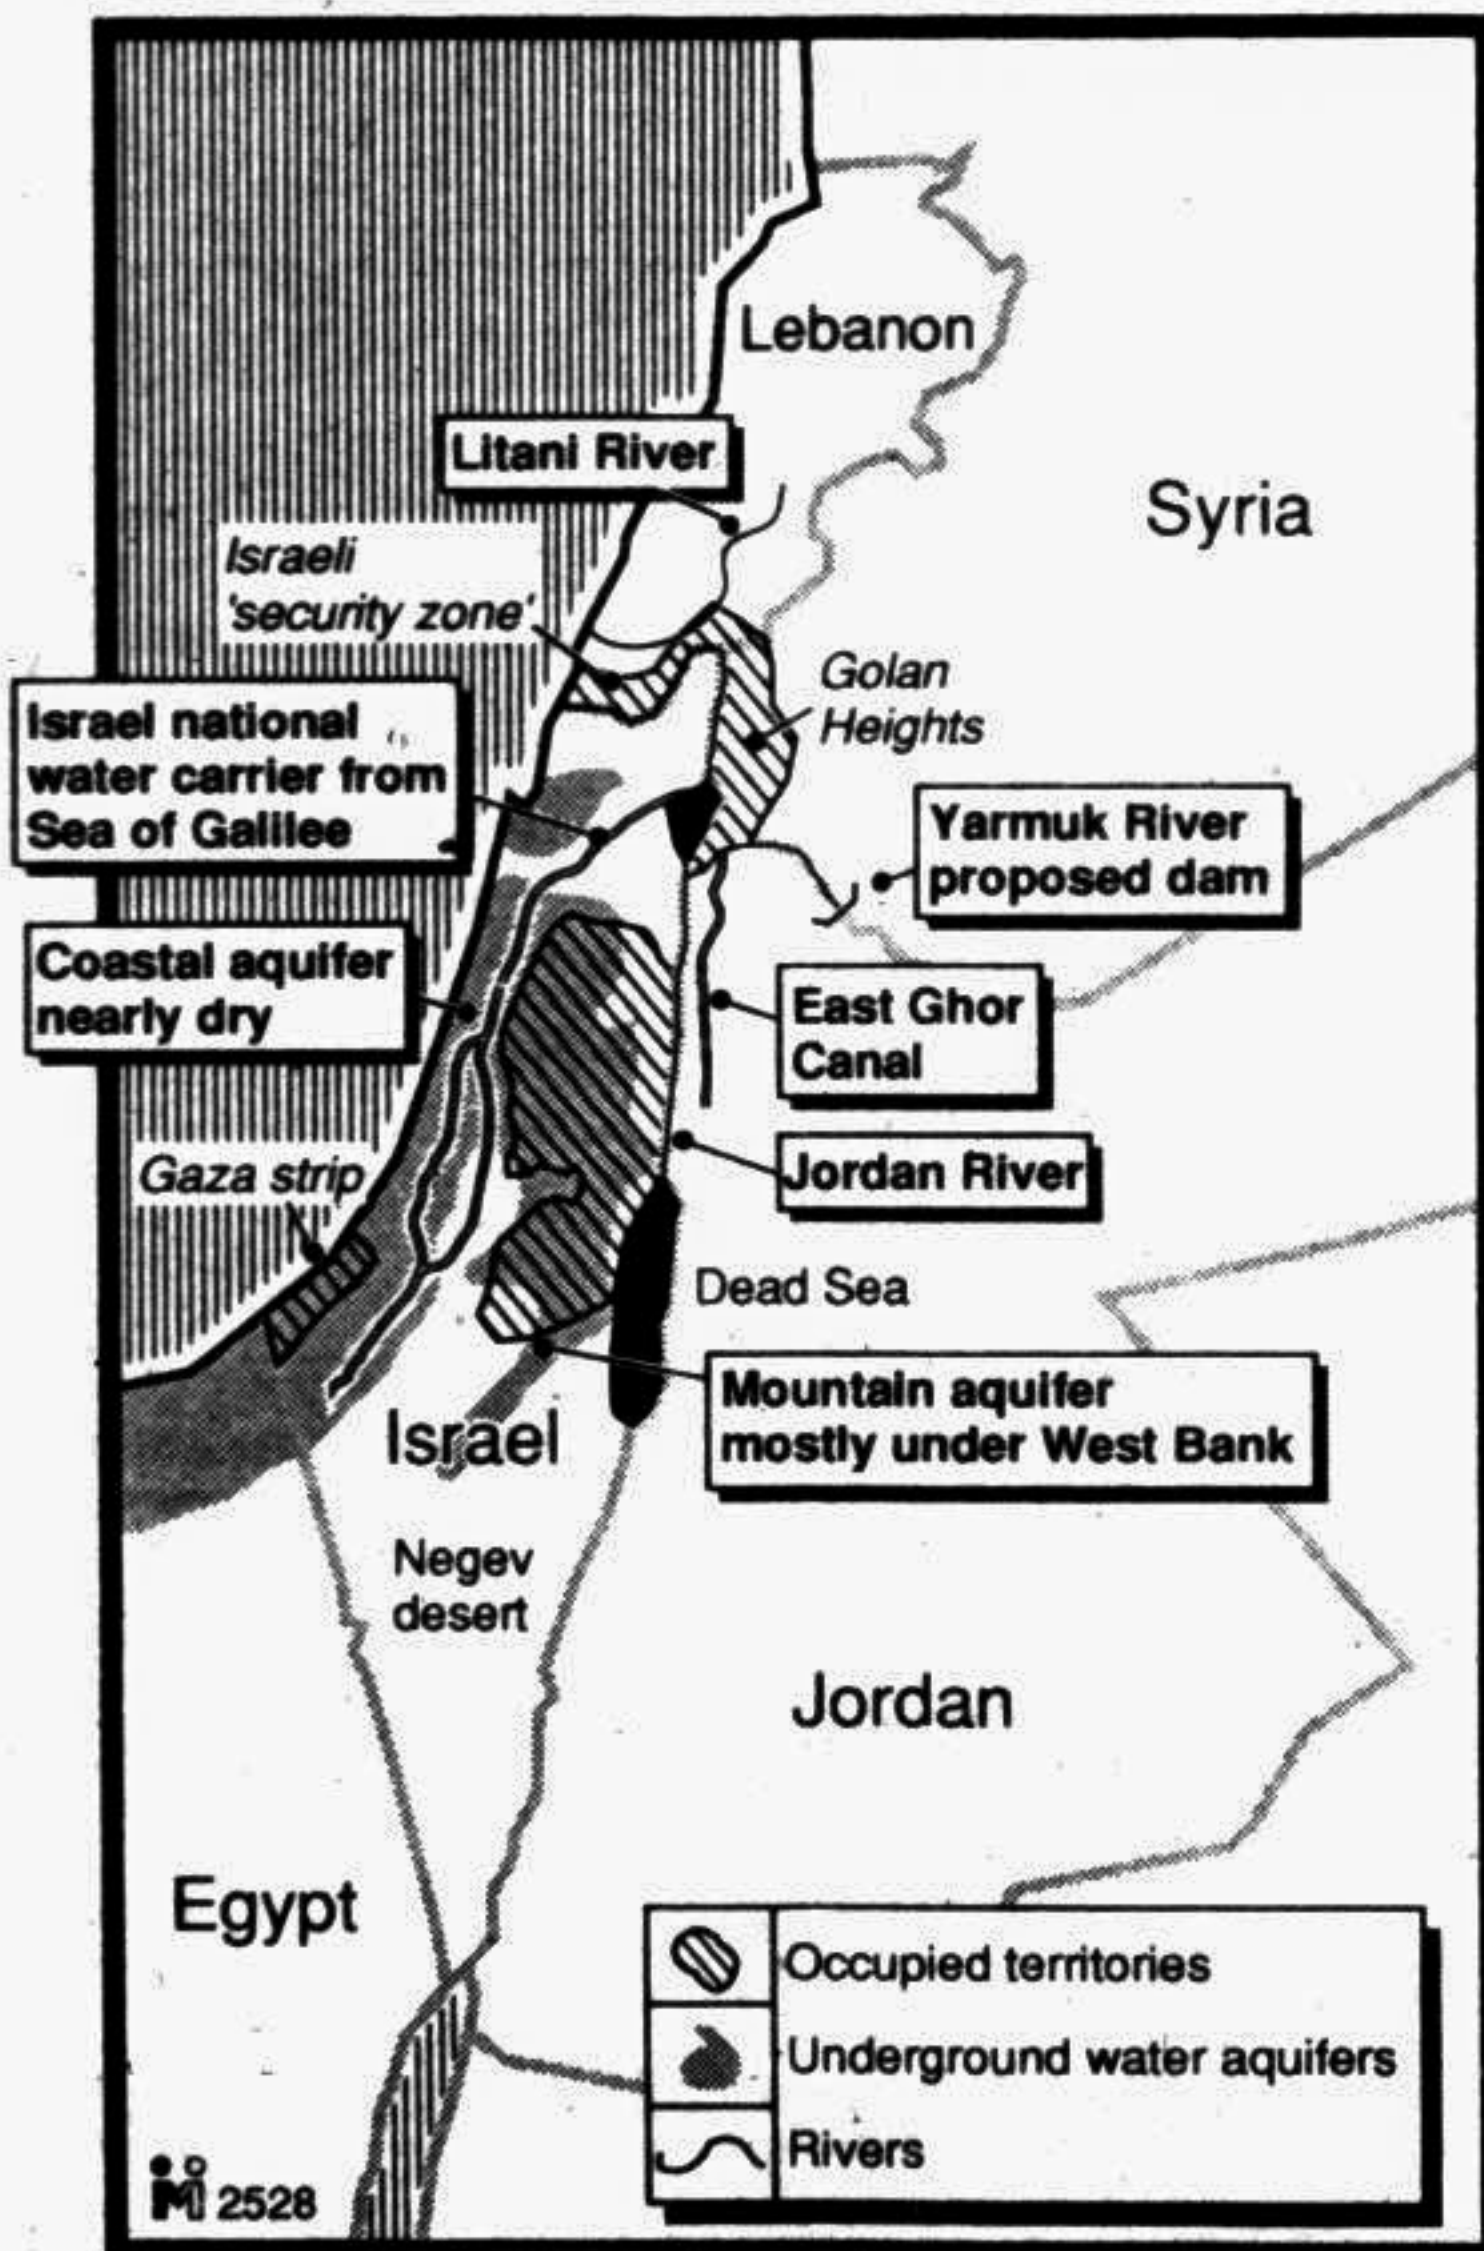 Lebanon
Litani River
Syria
Israeli
'security zone'
Golan
Heights
Israel national
water carrier from
Sea of Galilee
Yarmuk River
proposed dam
Coastal aquifer
nearly dry
East Ghor
Canal
Gaza strip
Jordan River
Dead Sea
Mountain aquifer
mostly under West Bank
Israel
Negev
desert
Jordan
Egypt
Occupied territories
Underground water aquifers
Rivers
iM 2528